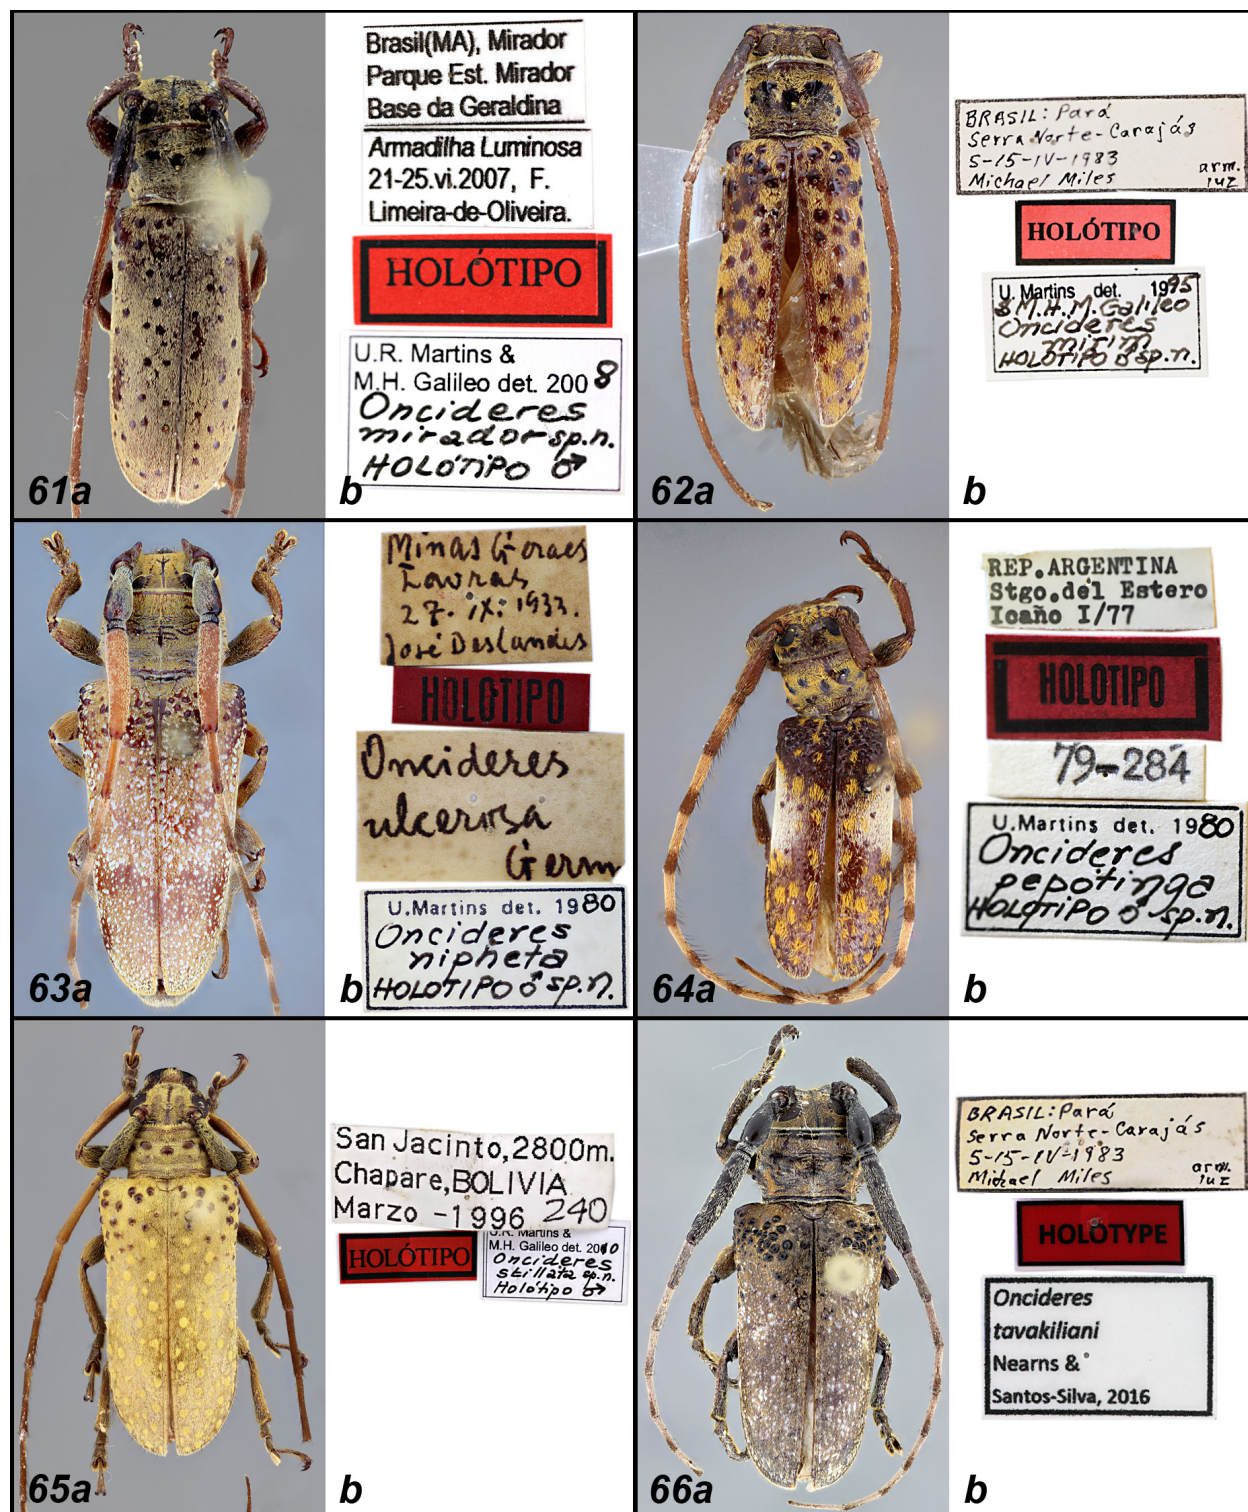 Brasil(MA), Mirador
Parque Est. Mirador
Base da Geraldina
Armadilha Luminosa
21-25.vi.2007, F.
Limeira-de-Oliveira.
HOLÓTIPO
U.R. Martins &
M.H. Galileo det. 2008
Oncideres
mirador sp.n.
HOLÓTIPO ♂
61a
b
BRASIL: Pará
Serra Norte-Carajás
5-15-IV-1983
Michael Miles
arm.
luz
HOLÓTIPO
U. Martins det. 1995
& M.H.M. Galileo
Oncideres
mirim
HOLÓTIPO ♂ sp.n.
62a
b
Minas Geraes
Lavras
27. IX. 1933.
José Deslandes
HOLOTIPO
Oncideres
ulcerosa
Germ
U.Martins det. 1980
Oncideres
nipheta
HOLOTIPO ♂ sp.n.
63a
b
REP.ARGENTINA
Stgo.del Estero
Icaño I/77
HOLOTIPO
79-284
U.Martins det. 1980
Oncideres
pepotinga
HOLOTIPO ♂ sp.n.
64a
b
San Jacinto,2800m.
Chapare,BOLIVIA
Marzo -1996 240
HOLÓTIPO
U.R. Martins &
M.H. Galileo det. 2010
Oncideres
stillata sp.n.
Holótipo ♂
65a
b
BRASIL: Pará
Serra Norte-Carajás
5-15-IV-1983
Michael Miles
arm.
luz
HOLOTYPE
Oncideres
tavakiliani
Nearns &
Santos-Silva, 2016
66a
b